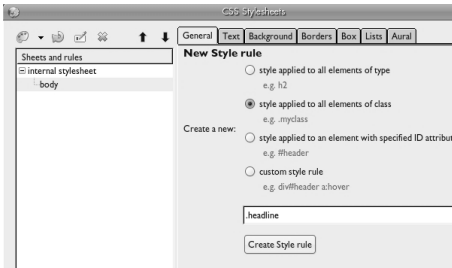 CSS Stylesheets
General Text Background Borders Box Lists Aural
Sheets and rules
internal stylesheet
body
New Style rule
Create a new:
style applied to all elements of type
e.g. h2
style applied to all elements of class
e.g. .myclass
style applied to an element with specified ID attribut
e.g. #header
custom style rule
e.g. div#header a:hover
.headline
Create Style rule